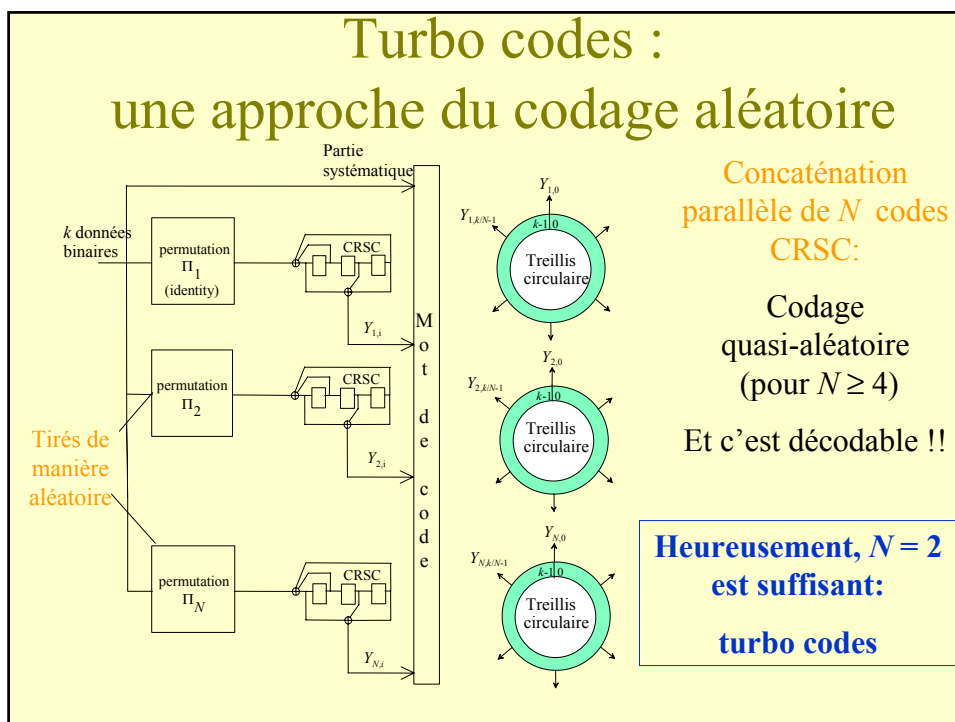 Turbo codes :
une approche du codage aléatoire
Partie
systématique
k données
binaires
permutation
Π1
(identity)
CRSC
Y1,i
permutation
Π2
CRSC
Y2,i
Tirés de
manière
aléatoire
permutation
ΠN
CRSC
YN,i
M
o
t
d
e
c
o
d
e
Y1,0
Y1,k/N-1
k-1 0
Treillis
circulaire
Y2,0
Y2,k/N-1
k-1 0
Treillis
circulaire
YN,0
YN,k/N-1
k-1 0
Treillis
circulaire
Concaténation
parallèle de N codes
CRSC:
Codage
quasi-aléatoire
(pour N ≥ 4)
Et c’est décodable !!
Heureusement, N = 2
est suffisant:
turbo codes